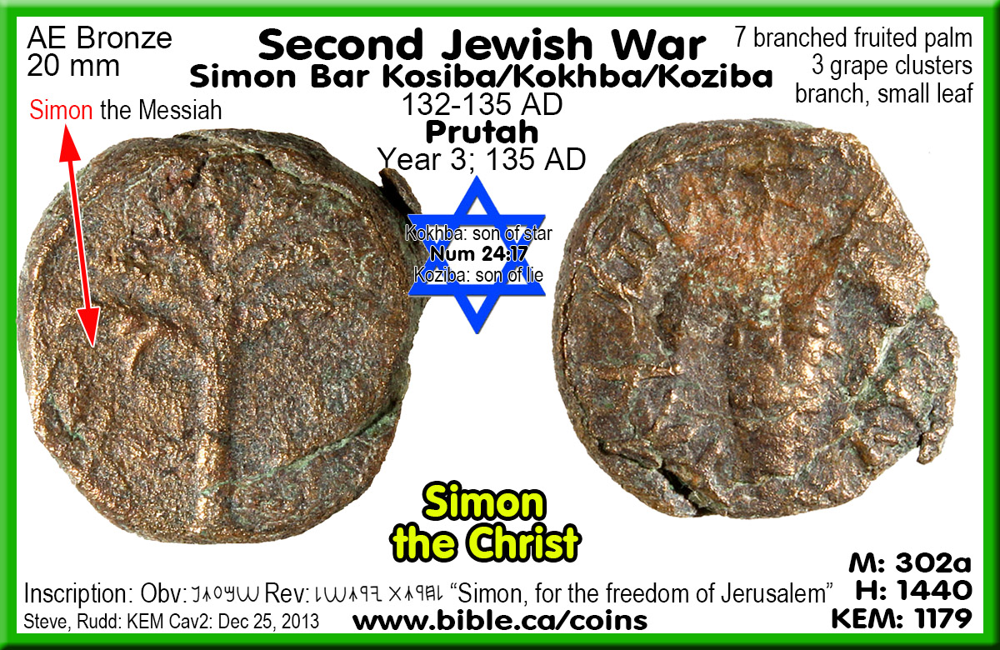 AE Bronze
20 mm
Simon the Messiah
Second Jewish War
Simon Bar Kosiba/Kokhba/Koziba
132-135 AD
Prutah
Year 3; 135 AD
7 branched fruited palm
3 grape clusters
branch, small leaf
Kokhba: son of star
Num 24:17
Koziba: son of lie
Simon
the Christ
M: 302a
H: 1440
KEM: 1179
Inscription: Obv: 𐤔𐤌𐤏𐤅𐤍 Rev: 𐤋𐤇𐤓𐤅𐤕 𐤉𐤓𐤅𐤔𐤋 “Simon, for the freedom of Jerusalem”
Steve, Rudd: KEM Cav2: Dec 25, 2013
www.bible.ca/coins